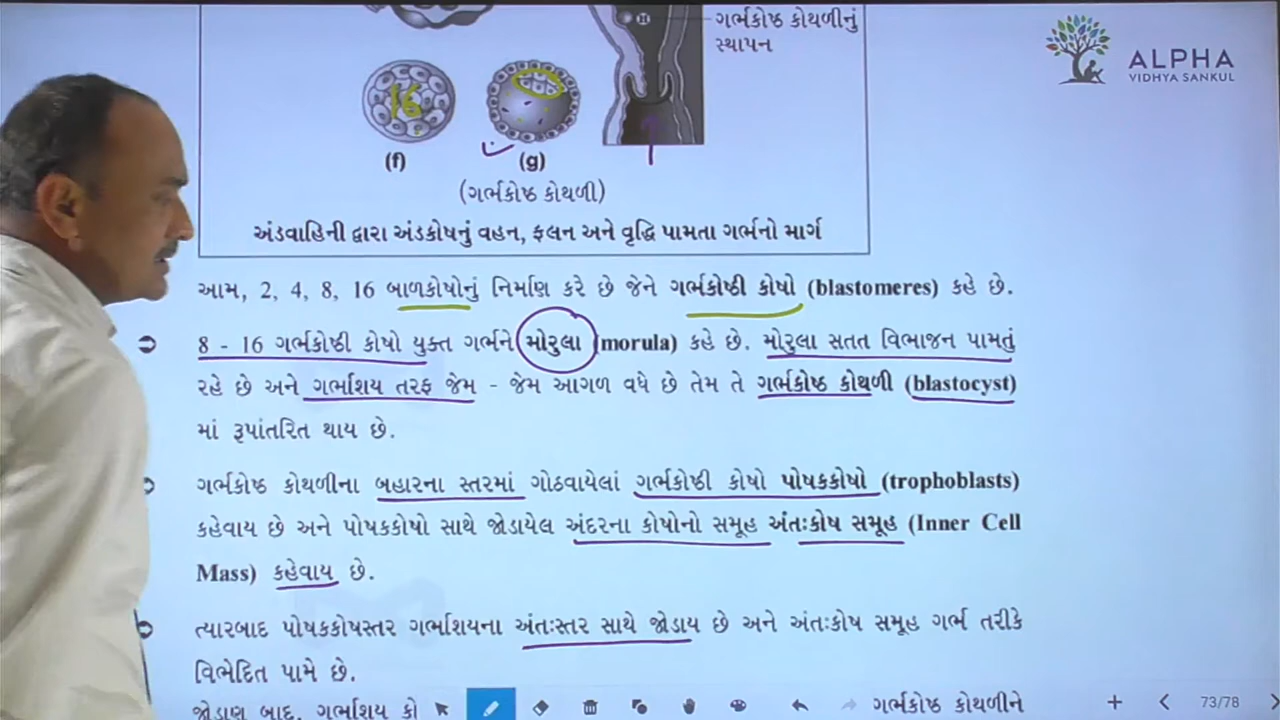 ગર્ભકોષ્ઠ કોથળીનું
સ્થાપન
ALPHA
VIDHYA SANKUL
16
(f)
(g)
(ગર્ભકોષ્ઠ કોથળી)
અંડવાહિની દ્વારા અંડકોષનું વહન, ફલન અને વૃદ્ધિ પામતા ગર્ભનો માર્ગ
આમ, 2, 4, 8, 16 બાળકોષોનું નિર્માણ કરે છે જેને ગર્ભકોષ્ઠી કોષો (blastomeres) કહે છે.
8 - 16 ગર્ભકોષ્ઠી કોષો યુક્ત ગર્ભને મોરુલા (morula) કહે છે. મોરુલા સતત વિભાજન પામતું
રહે છે અને ગર્ભાશય તરફ જેમ - જેમ આગળ વધે છે તેમ તે ગર્ભકોષ્ઠ કોથળી (blastocyst)
માં રૂપાંતરિત થાય છે.
ગર્ભકોષ્ઠ કોથળીના બહારના સ્તરમાં ગોઠવાયેલાં ગર્ભકોષ્ઠી કોષો પોષકકોષો (trophoblasts)
કહેવાય છે અને પોષકકોષો સાથે જોડાયેલ અંદરના કોષોનો સમૂહ અંતઃકોષ સમૂહ (Inner Cell
Mass) કહેવાય છે.
ત્યારબાદ પોષકકોષસ્તર ગર્ભાશયના અંતઃસ્તર સાથે જોડાય છે અને અંતઃકોષ સમૂહ ગર્ભ તરીકે
વિભેદિત પામે છે.
જોડાણ બાદ, ગર્ભાશય કો ગર્ભકોષ્ઠ કોથળીને
73/78